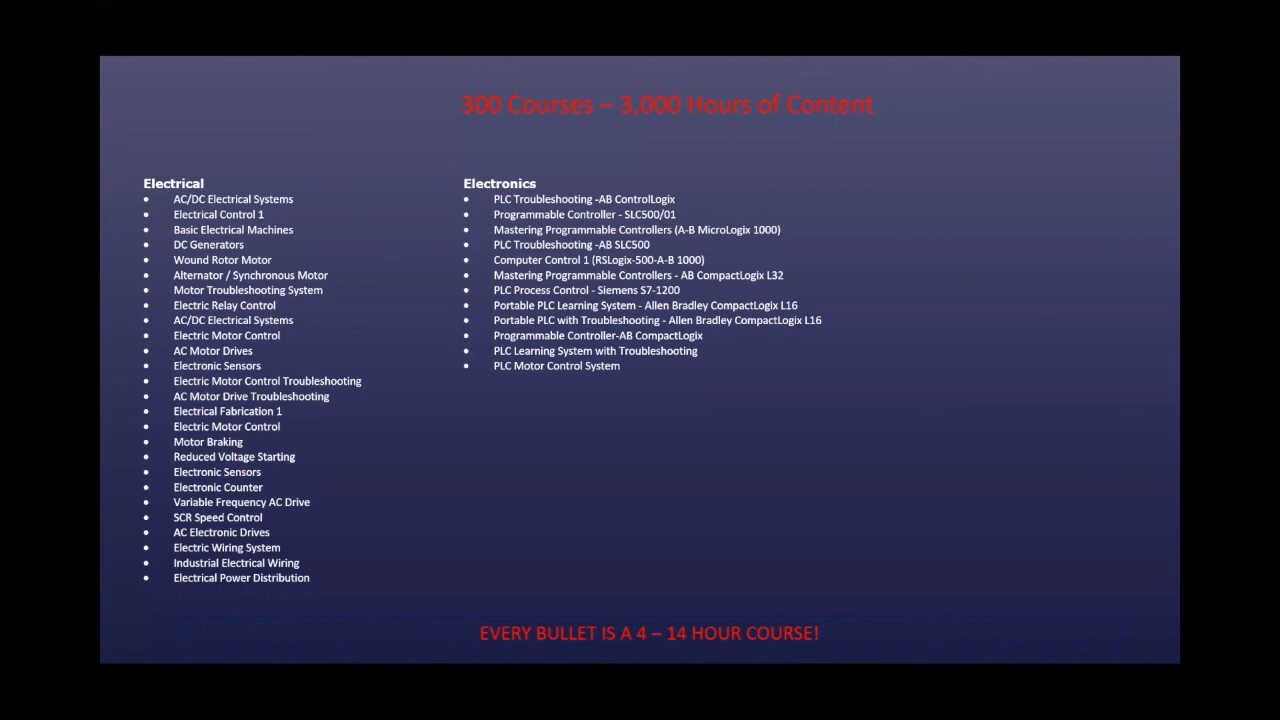 300 Courses – 3,000 Hours of Content
Electrical
• AC/DC Electrical Systems
• Electrical Control 1
• Basic Electrical Machines
• DC Generators
• Wound Rotor Motor
• Alternator / Synchronous Motor
• Motor Troubleshooting System
• Electric Relay Control
• AC/DC Electrical Systems
• Electric Motor Control
• AC Motor Drives
• Electronic Sensors
• Electric Motor Control Troubleshooting
• AC Motor Drive Troubleshooting
• Electrical Fabrication 1
• Electric Motor Control
• Motor Braking
• Reduced Voltage Starting
• Electronic Sensors
• Electronic Counter
• Variable Frequency AC Drive
• SCR Speed Control
• AC Electronic Drives
• Electric Wiring System
• Industrial Electrical Wiring
• Electrical Power Distribution
Electronics
• PLC Troubleshooting -AB ControlLogix
• Programmable Controller - SLC500/01
• Mastering Programmable Controllers (A-B MicroLogix 1000)
• PLC Troubleshooting -AB SLC500
• Computer Control 1 (RSLogix-500-A-B 1000)
• Mastering Programmable Controllers - AB CompactLogix L32
• PLC Process Control - Siemens S7-1200
• Portable PLC Learning System - Allen Bradley CompactLogix L16
• Portable PLC with Troubleshooting - Allen Bradley CompactLogix L16
• Programmable Controller-AB CompactLogix
• PLC Learning System with Troubleshooting
• PLC Motor Control System
EVERY BULLET IS A 4 – 14 HOUR COURSE!